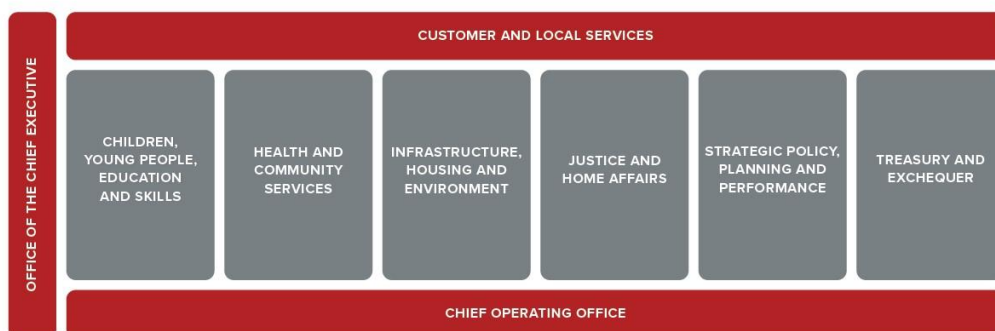 OFFICE OF THE CHIEF EXECUTIVE
CUSTOMER AND LOCAL SERVICES
CHILDREN,
YOUNG PEOPLE,
EDUCATION
AND SKILLS
HEALTH AND
COMMUNITY
SERVICES
INFRASTRUCTURE,
HOUSING AND
ENVIRONMENT
JUSTICE AND
HOME AFFAIRS
STRATEGIC POLICY,
PLANNING AND
PERFORMANCE
TREASURY AND
EXCHEQUER
CHIEF OPERATING OFFICE